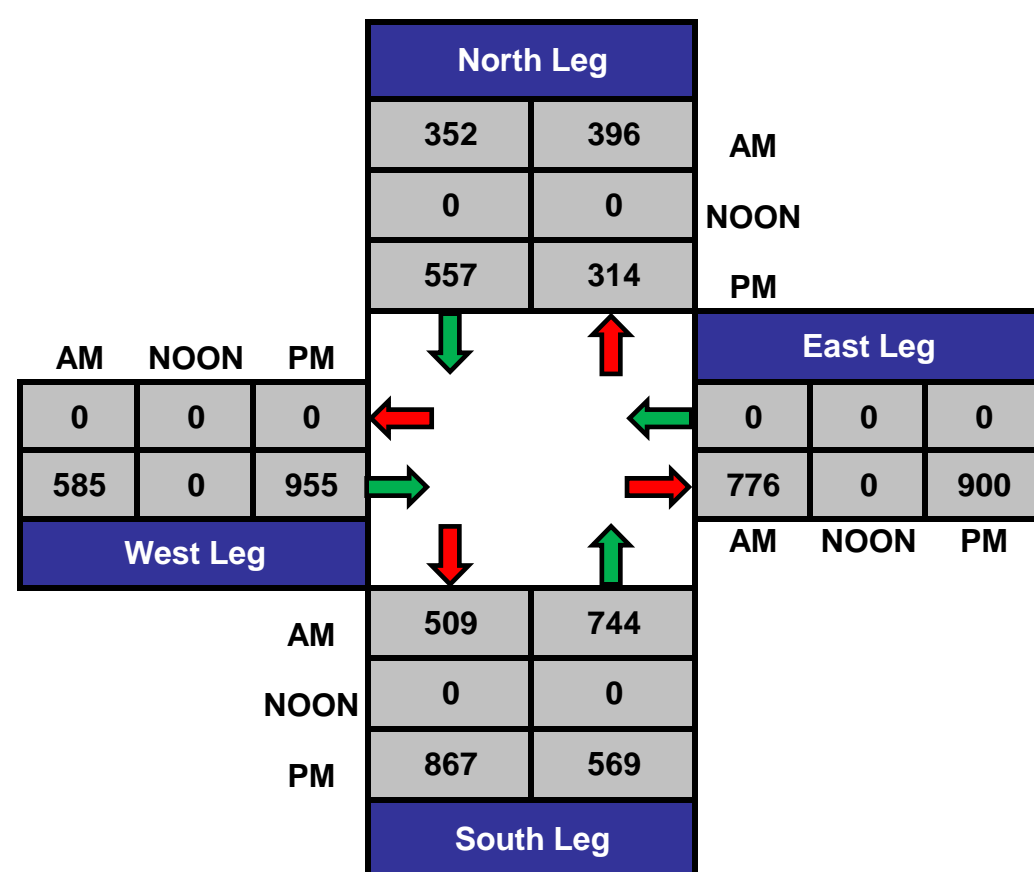 North Leg
352 396 AM
0 0 NOON
557 314 PM
East Leg
AM NOON PM
0 0 0
0 0 0
585 0 955
776 0 900
West Leg
AM NOON PM
AM 509 744
NOON 0 0
PM 867 569
South Leg